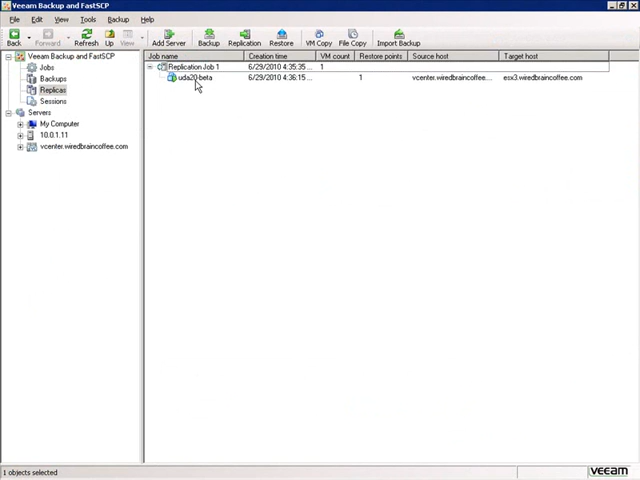 Veeam Backup and FastSCP
File Edit View Tools Backup Help
Back Forward Refresh Up View Add Server Backup Replication Restore VM Copy File Copy Import Backup
Veeam Backup and FastSCP
Jobs
Backups
Replicas
Sessions
Servers
My Computer
10.0.1.11
vcenter.wiredbraincoffee.com
Job name Creation time VM count Restore points Source host Target host
Replication Job 1 6/29/2010 4:35:35... 1
uda20-beta 6/29/2010 4:36:15... 1 vcenter.wiredbraincoffee.... esx3.wiredbraincoffee.com
1 objects selected
veeam